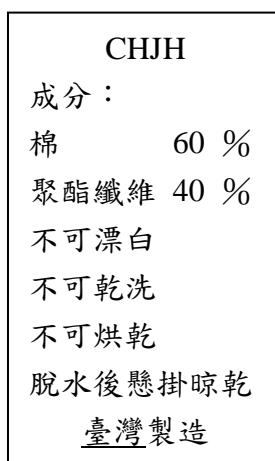 CHJH
成分：
棉 60 %
聚酯纖維 40 %
不可漂白
不可乾洗
不可烘乾
脫水後懸掛晾乾
臺灣製造